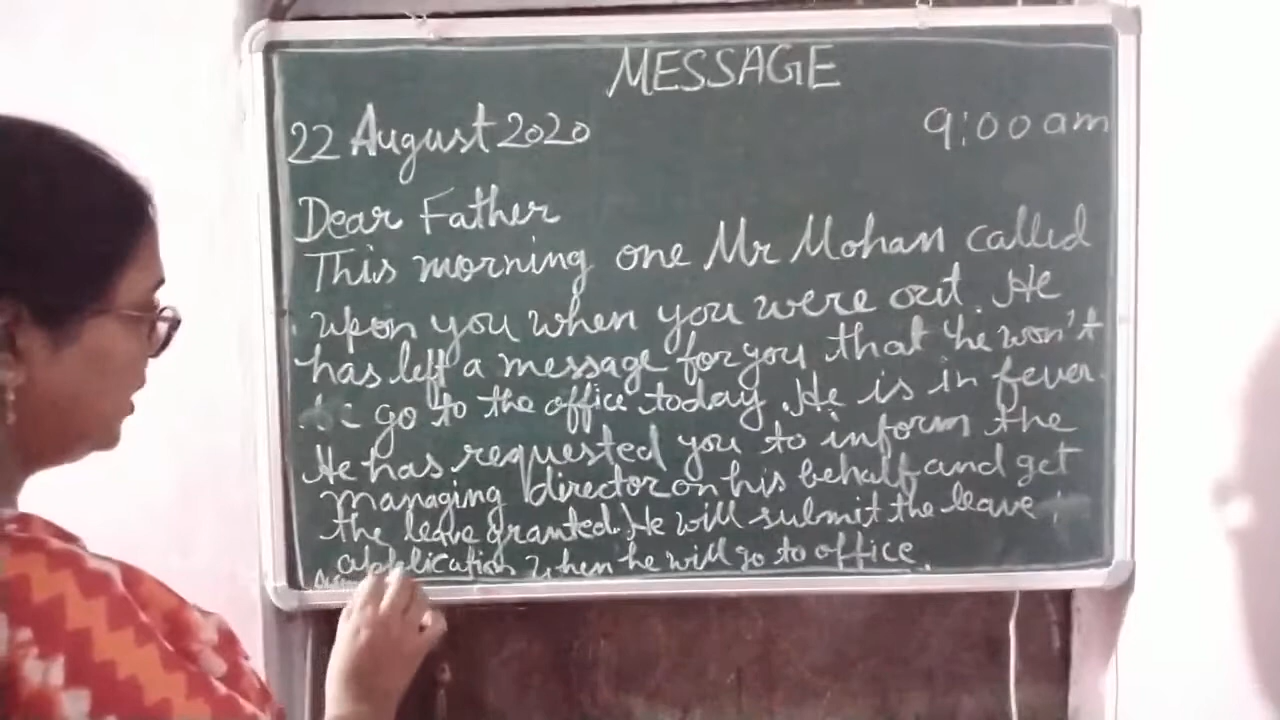 MESSAGE
22 August 2020 9:00am
Dear Father
This morning one Mr Mohan called
upon you when you were out. He
has left a message for you that he won't
go to the office today. He is in fever.
He has requested you to inform the
managing director on his behalf and get
the leave granted. He will submit the leave
application when he will go to office.